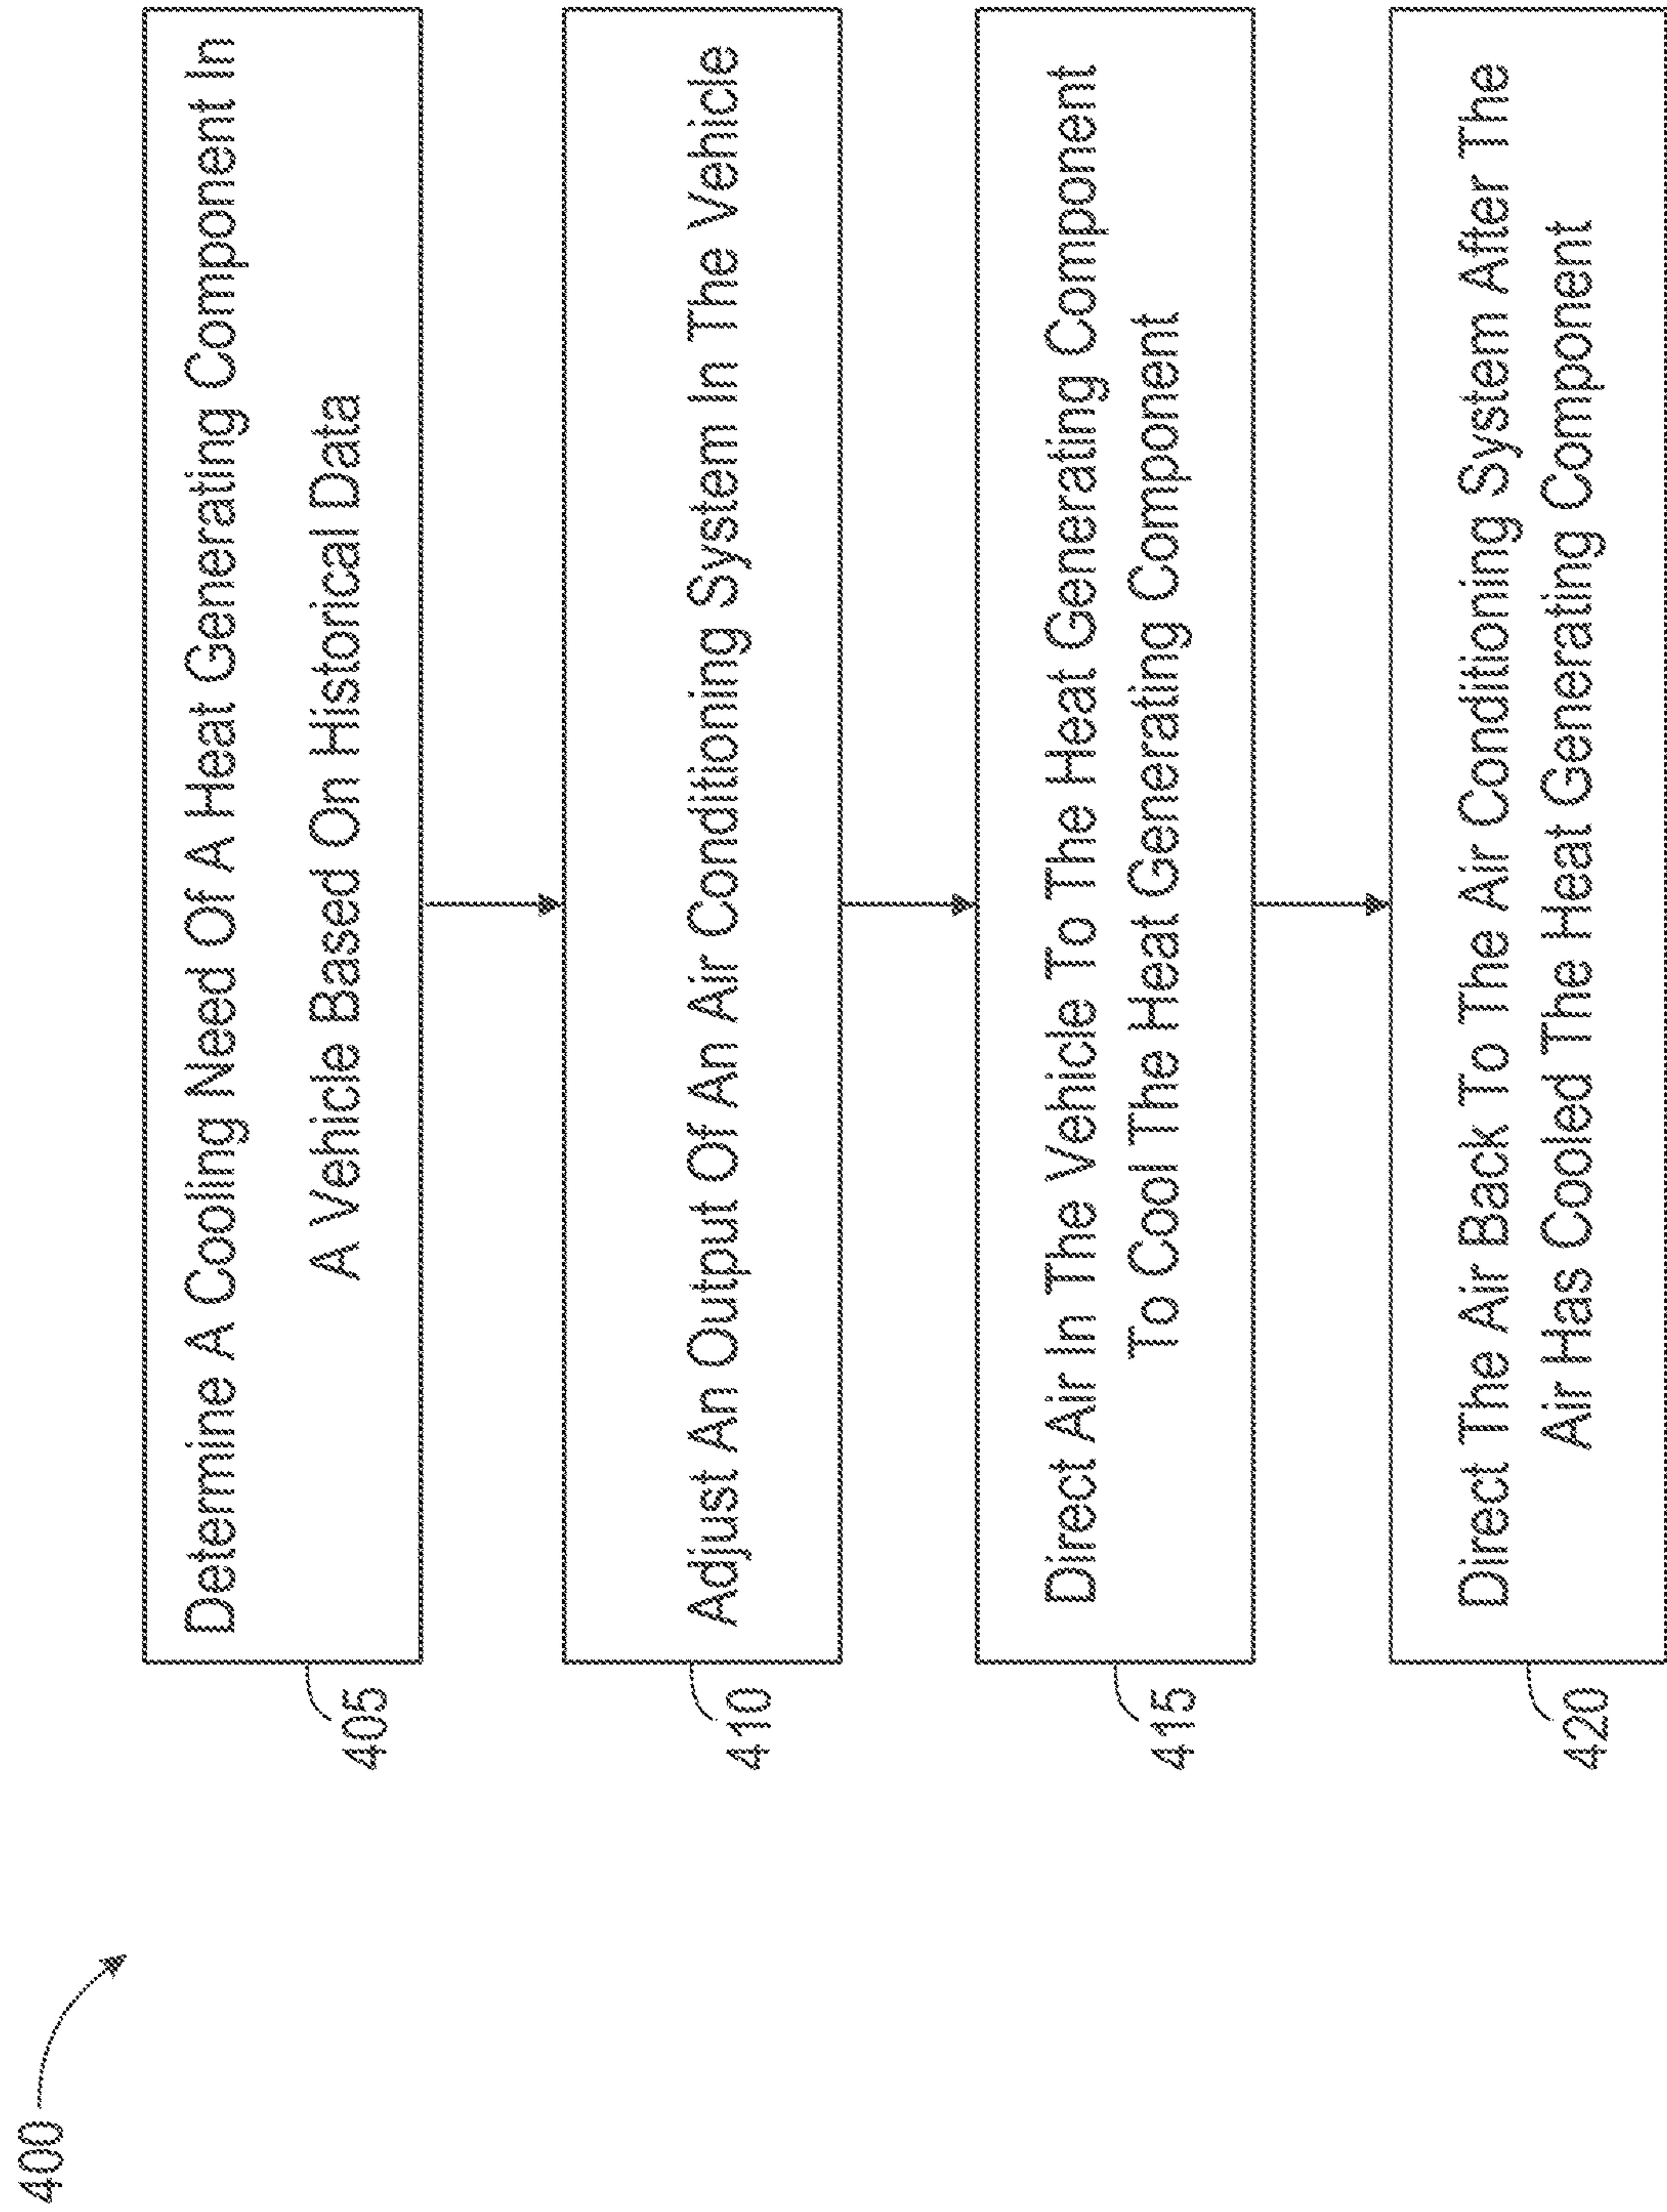 400
405
Determine A Cooling Need Of A Heat Generating Component In
A Vehicle Based On Historical Data
410
Adjust An Output Of An Air Conditioning System In The Vehicle
415
Direct Air In The Vehicle To The Heat Generating Component
To Cool The Heat Generating Component
420
Direct The Air Back To The Air Conditioning System After The
Air Has Cooled The Heat Generating Component